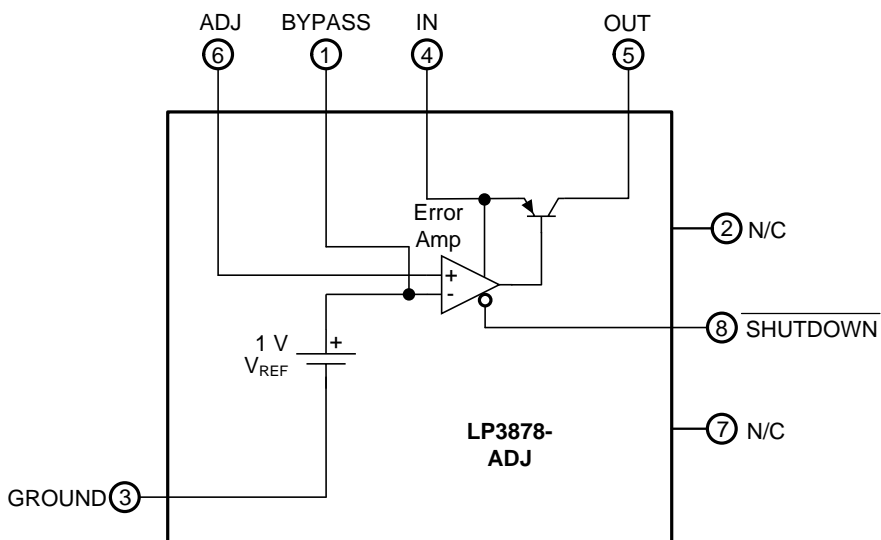 ADJ
BYPASS
IN
OUT
6
1
4
5
Error
Amp
2 N/C
+
-
8 SHUTDOWN
1 V
+
VREF
7 N/C
LP3878-
ADJ
GROUND 3